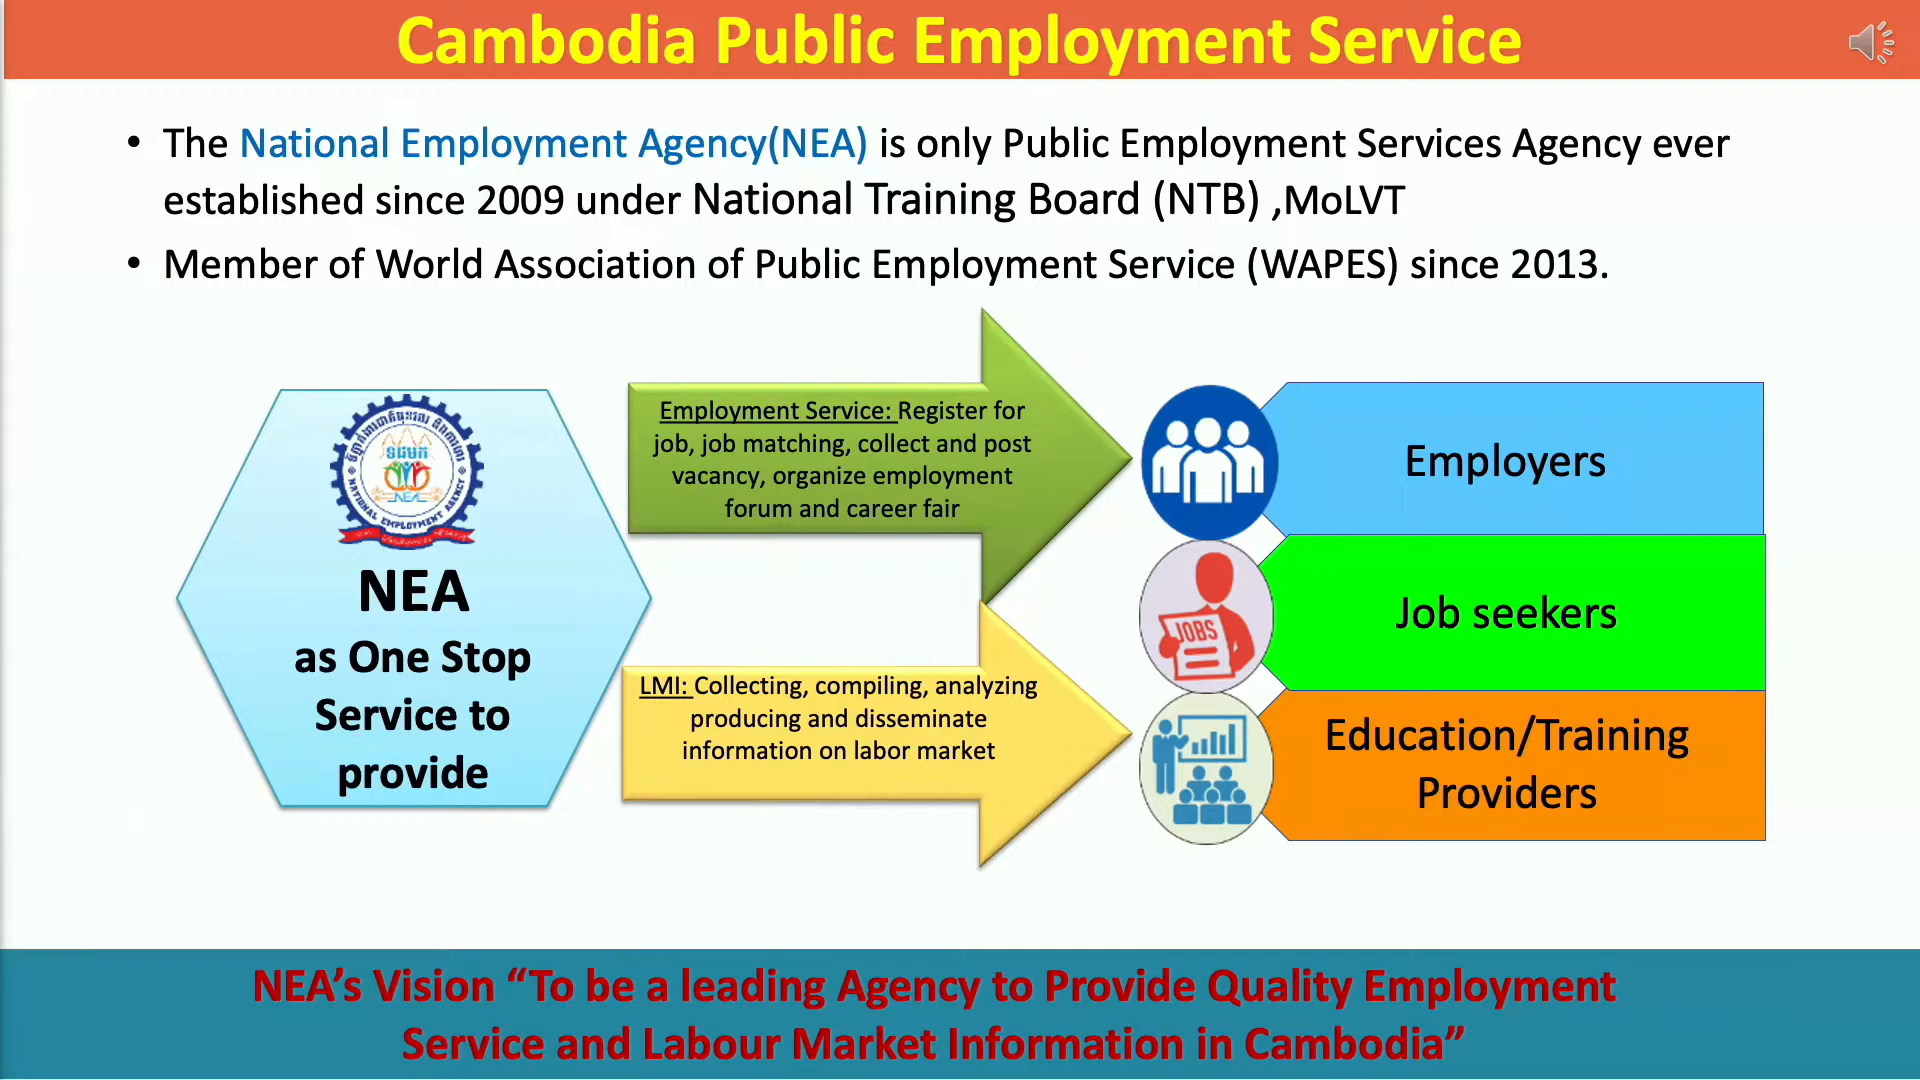 Cambodia Public Employment Service
• The National Employment Agency(NEA) is only Public Employment Services Agency ever
established since 2009 under National Training Board (NTB) ,MoLVT
• Member of World Association of Public Employment Service (WAPES) since 2013.
NATIONAL EMPLOYMENT AGENCY
NEA
NEA
as One Stop
Service to
provide
Employment Service: Register for
job, job matching, collect and post
vacancy, organize employment
forum and career fair
LMI: Collecting, compiling, analyzing
producing and disseminate
information on labor market
Employers
JOBS
Job seekers
Education/Training
Providers
NEA’s Vision “To be a leading Agency to Provide Quality Employment
Service and Labour Market Information in Cambodia”